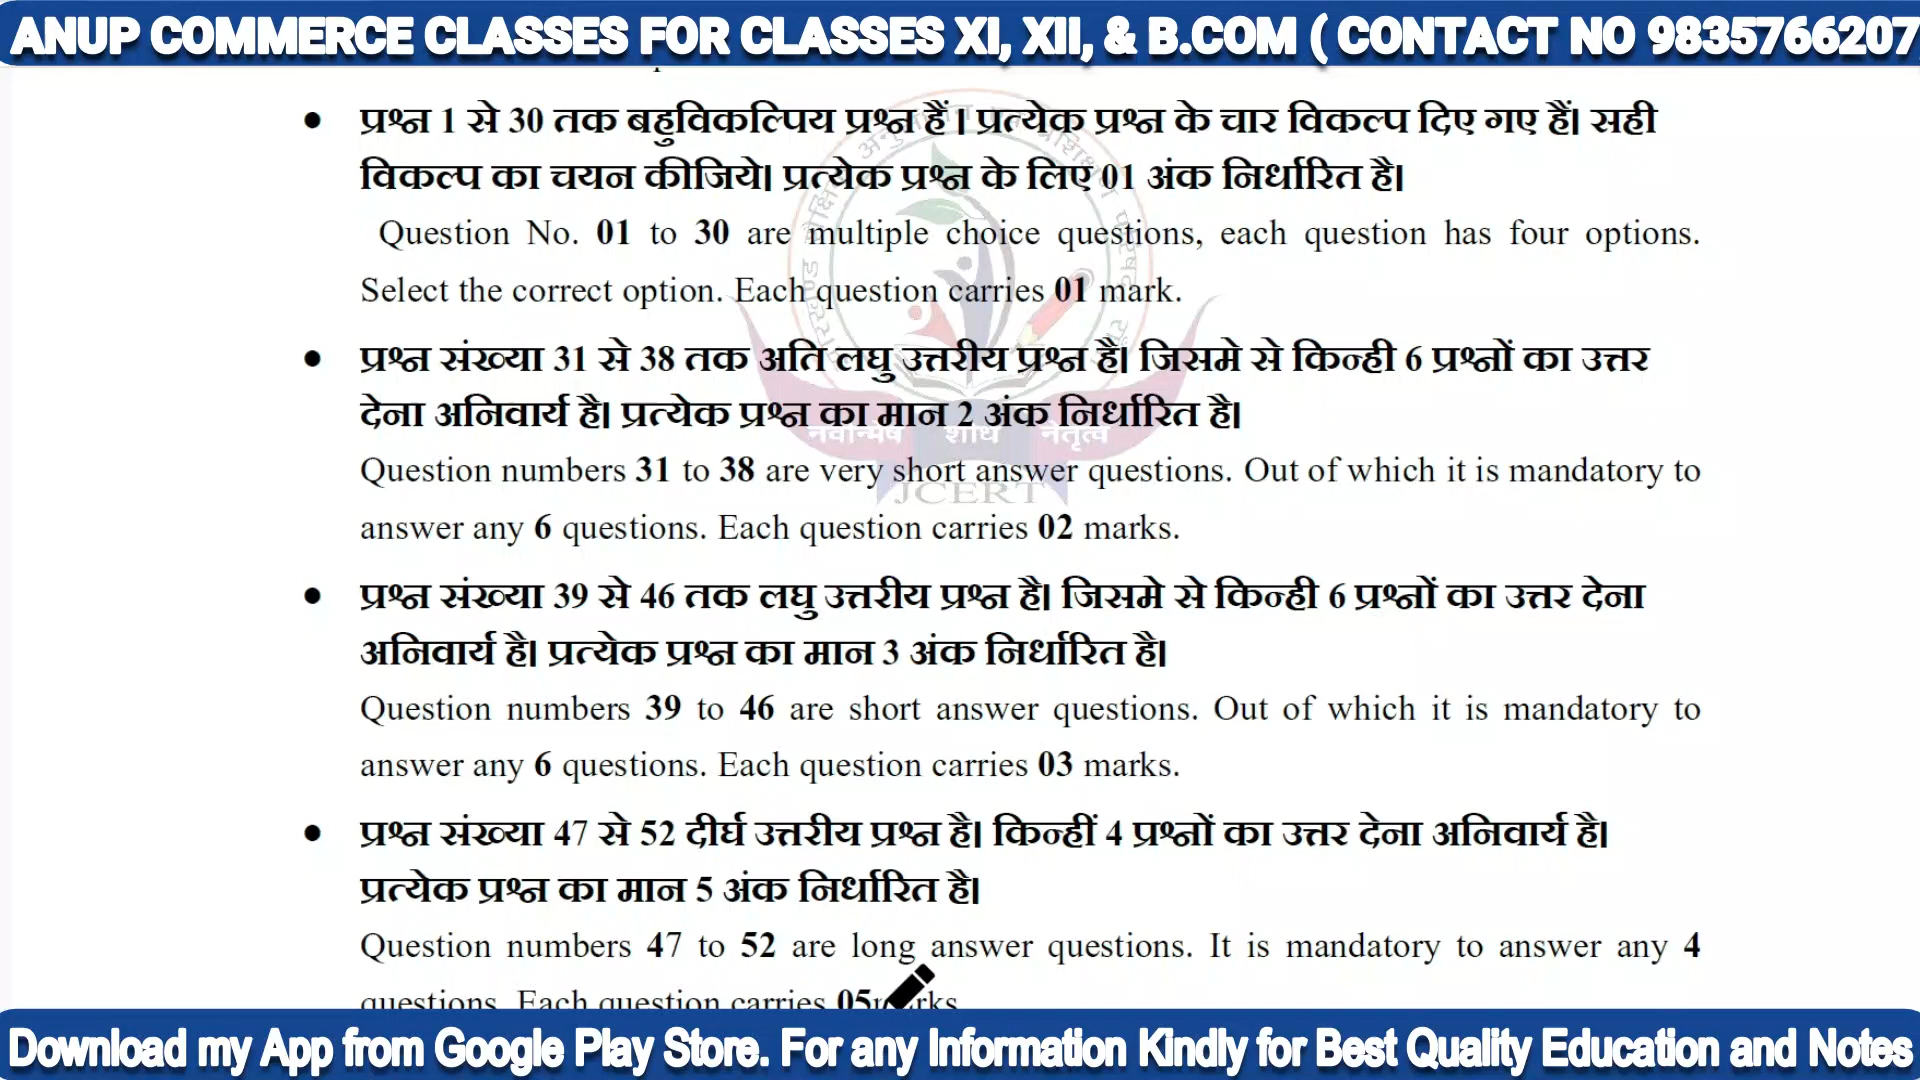 ANUP COMMERCE CLASSES FOR CLASSES XI, XII, & B.COM ( CONTACT NO 9835766207
प्रश्न 1 से 30 तक बहुविकल्पिय प्रश्न हैं। प्रत्येक प्रश्न के चार विकल्प दिए गए हैं। सही
विकल्प का चयन कीजिये। प्रत्येक प्रश्न के लिए 01 अंक निर्धारित है।
Question No. 01 to 30 are multiple choice questions, each question has four options.
Select the correct option. Each question carries 01 mark.
प्रश्न संख्या 31 से 38 तक अति लघु उत्तरीय प्रश्न है। जिसमे से किन्ही 6 प्रश्नों का उत्तर
देना अनिवार्य है। प्रत्येक प्रश्न का मान 2 अंक निर्धारित है।
नवोन्मेष शोध नेतृत्व
Question numbers 31 to 38 are very short answer questions. Out of which it is mandatory to
JCERT
answer any 6 questions. Each question carries 02 marks.
प्रश्न संख्या 39 से 46 तक लघु उत्तरीय प्रश्न है। जिसमे से किन्ही 6 प्रश्नों का उत्तर देना
अनिवार्य है। प्रत्येक प्रश्न का मान 3 अंक निर्धारित है।
Question numbers 39 to 46 are short answer questions. Out of which it is mandatory to
answer any 6 questions. Each question carries 03 marks.
प्रश्न संख्या 47 से 52 दीर्घ उत्तरीय प्रश्न है। किन्हीं 4 प्रश्नों का उत्तर देना अनिवार्य है।
प्रत्येक प्रश्न का मान 5 अंक निर्धारित है।
Question numbers 47 to 52 are long answer questions. It is mandatory to answer any 4
questions. Each question carries 05
Download my App from Google Play Store. For any Information Kindly for Best Quality Education and Notes